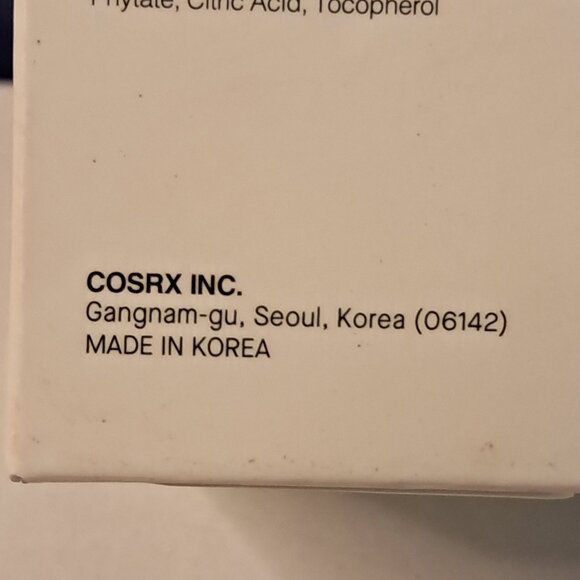 Phytate, Citric Acid, Tocopherol
COSRX INC.
Gangnam-gu, Seoul, Korea (06142)
MADE IN KOREA